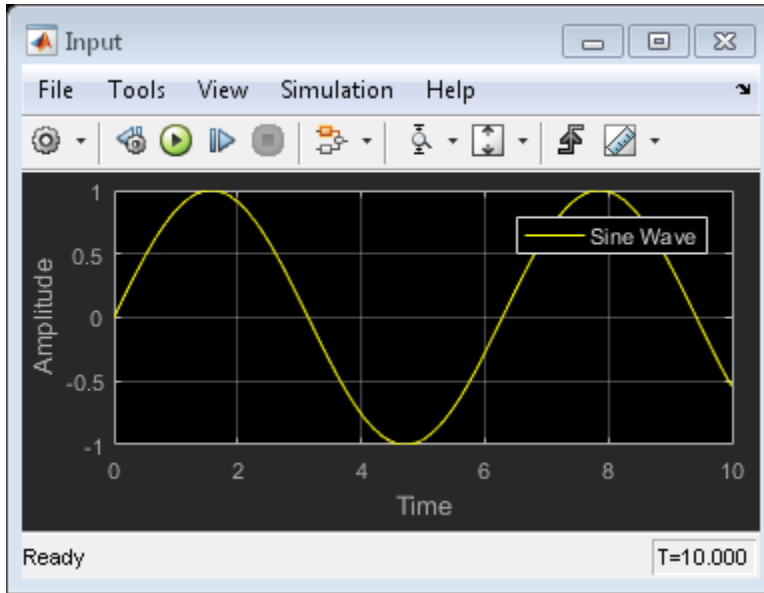 Input
File Tools View Simulation Help
1
0.5
0
-0.5
-1
Amplitude
Sine Wave
0 2 4 6 8 10
Time
Ready T=10.000